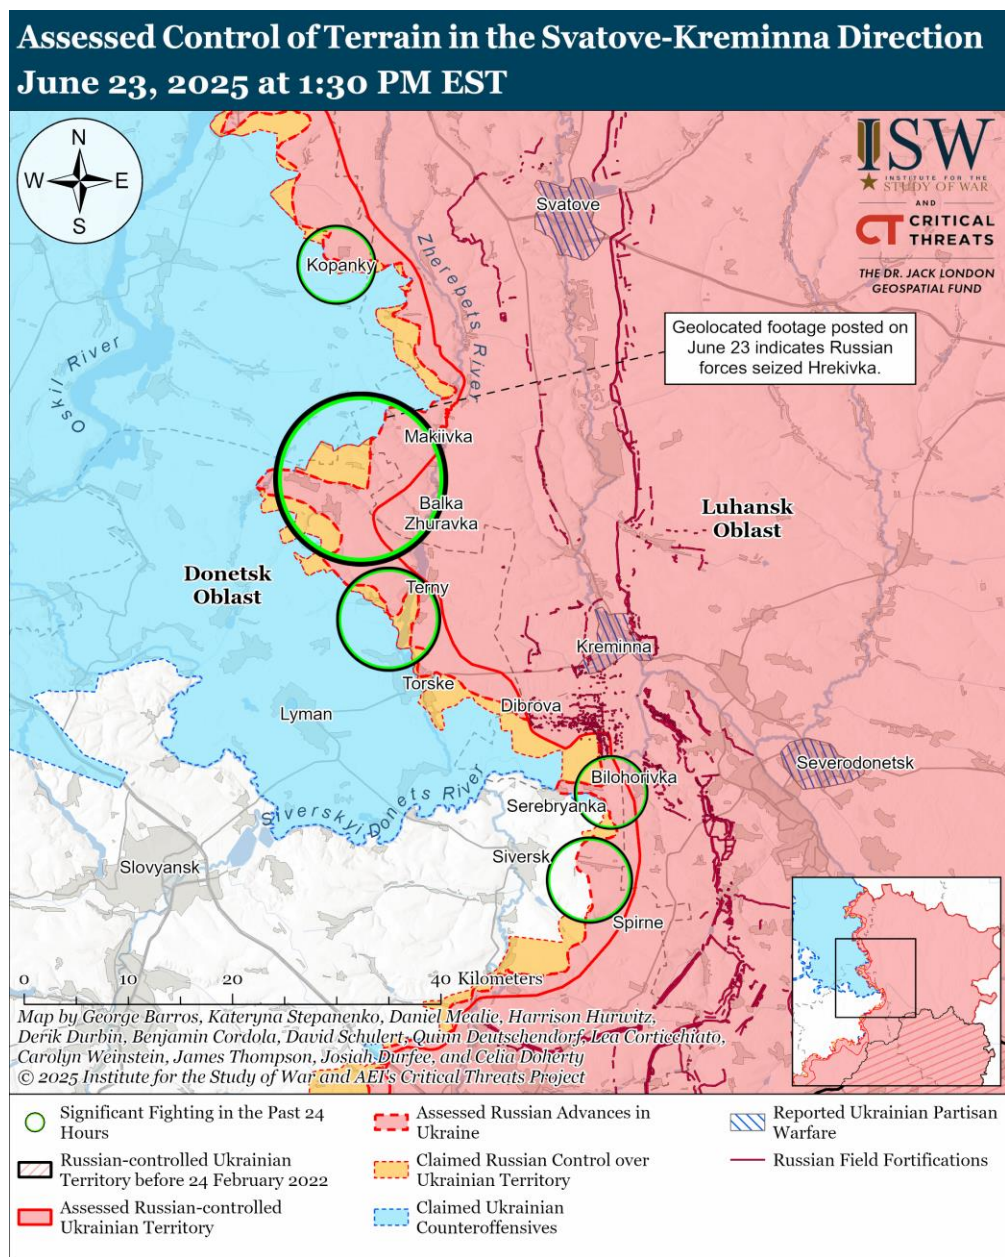 Assessed Control of Terrain in the Svatove-Kreminna Direction
June 23, 2025 at 1:30 PM EST
N
W
E
S
ISW
INSTITUTE FOR THE
STUDY OF WAR
AND
CT CRITICAL
THREATS
THE DR. JACK LONDON
GEOSPATIAL FUND
Svatove
Kopanky
Zherebets River
Oskil River
Geolocated footage posted on
June 23 indicates Russian
forces seized Hrekivka.
Makiivka
Balka
Zhuravka
Luhansk
Oblast
Donetsk
Oblast
Terny
Kreminna
Torske
Dibrova
Lyman
Severodonetsk
Bilohorivka
Serebryanka
Siverskyi Donets River
Siversk
Slovyansk
Spirne
0 10 20 40 Kilometers
Map by George Barros, Kateryna Stepanenko, Daniel Mealie, Harrison Hurwitz,
Derik Durbin, Benjamin Cordola, David Schulert, Quinn Deutschendorf, Lea Corticchiato,
Carolyn Weinstein, James Thompson, Josiah Durfee, and Celia Doherty
© 2025 Institute for the Study of War and AEI's Critical Threats Project
Significant Fighting in the Past 24
Hours
Russian-controlled Ukrainian
Territory before 24 February 2022
Assessed Russian-controlled
Ukrainian Territory
Assessed Russian Advances in
Ukraine
Claimed Russian Control over
Ukrainian Territory
Claimed Ukrainian
Counteroffensives
Reported Ukrainian Partisan
Warfare
Russian Field Fortifications